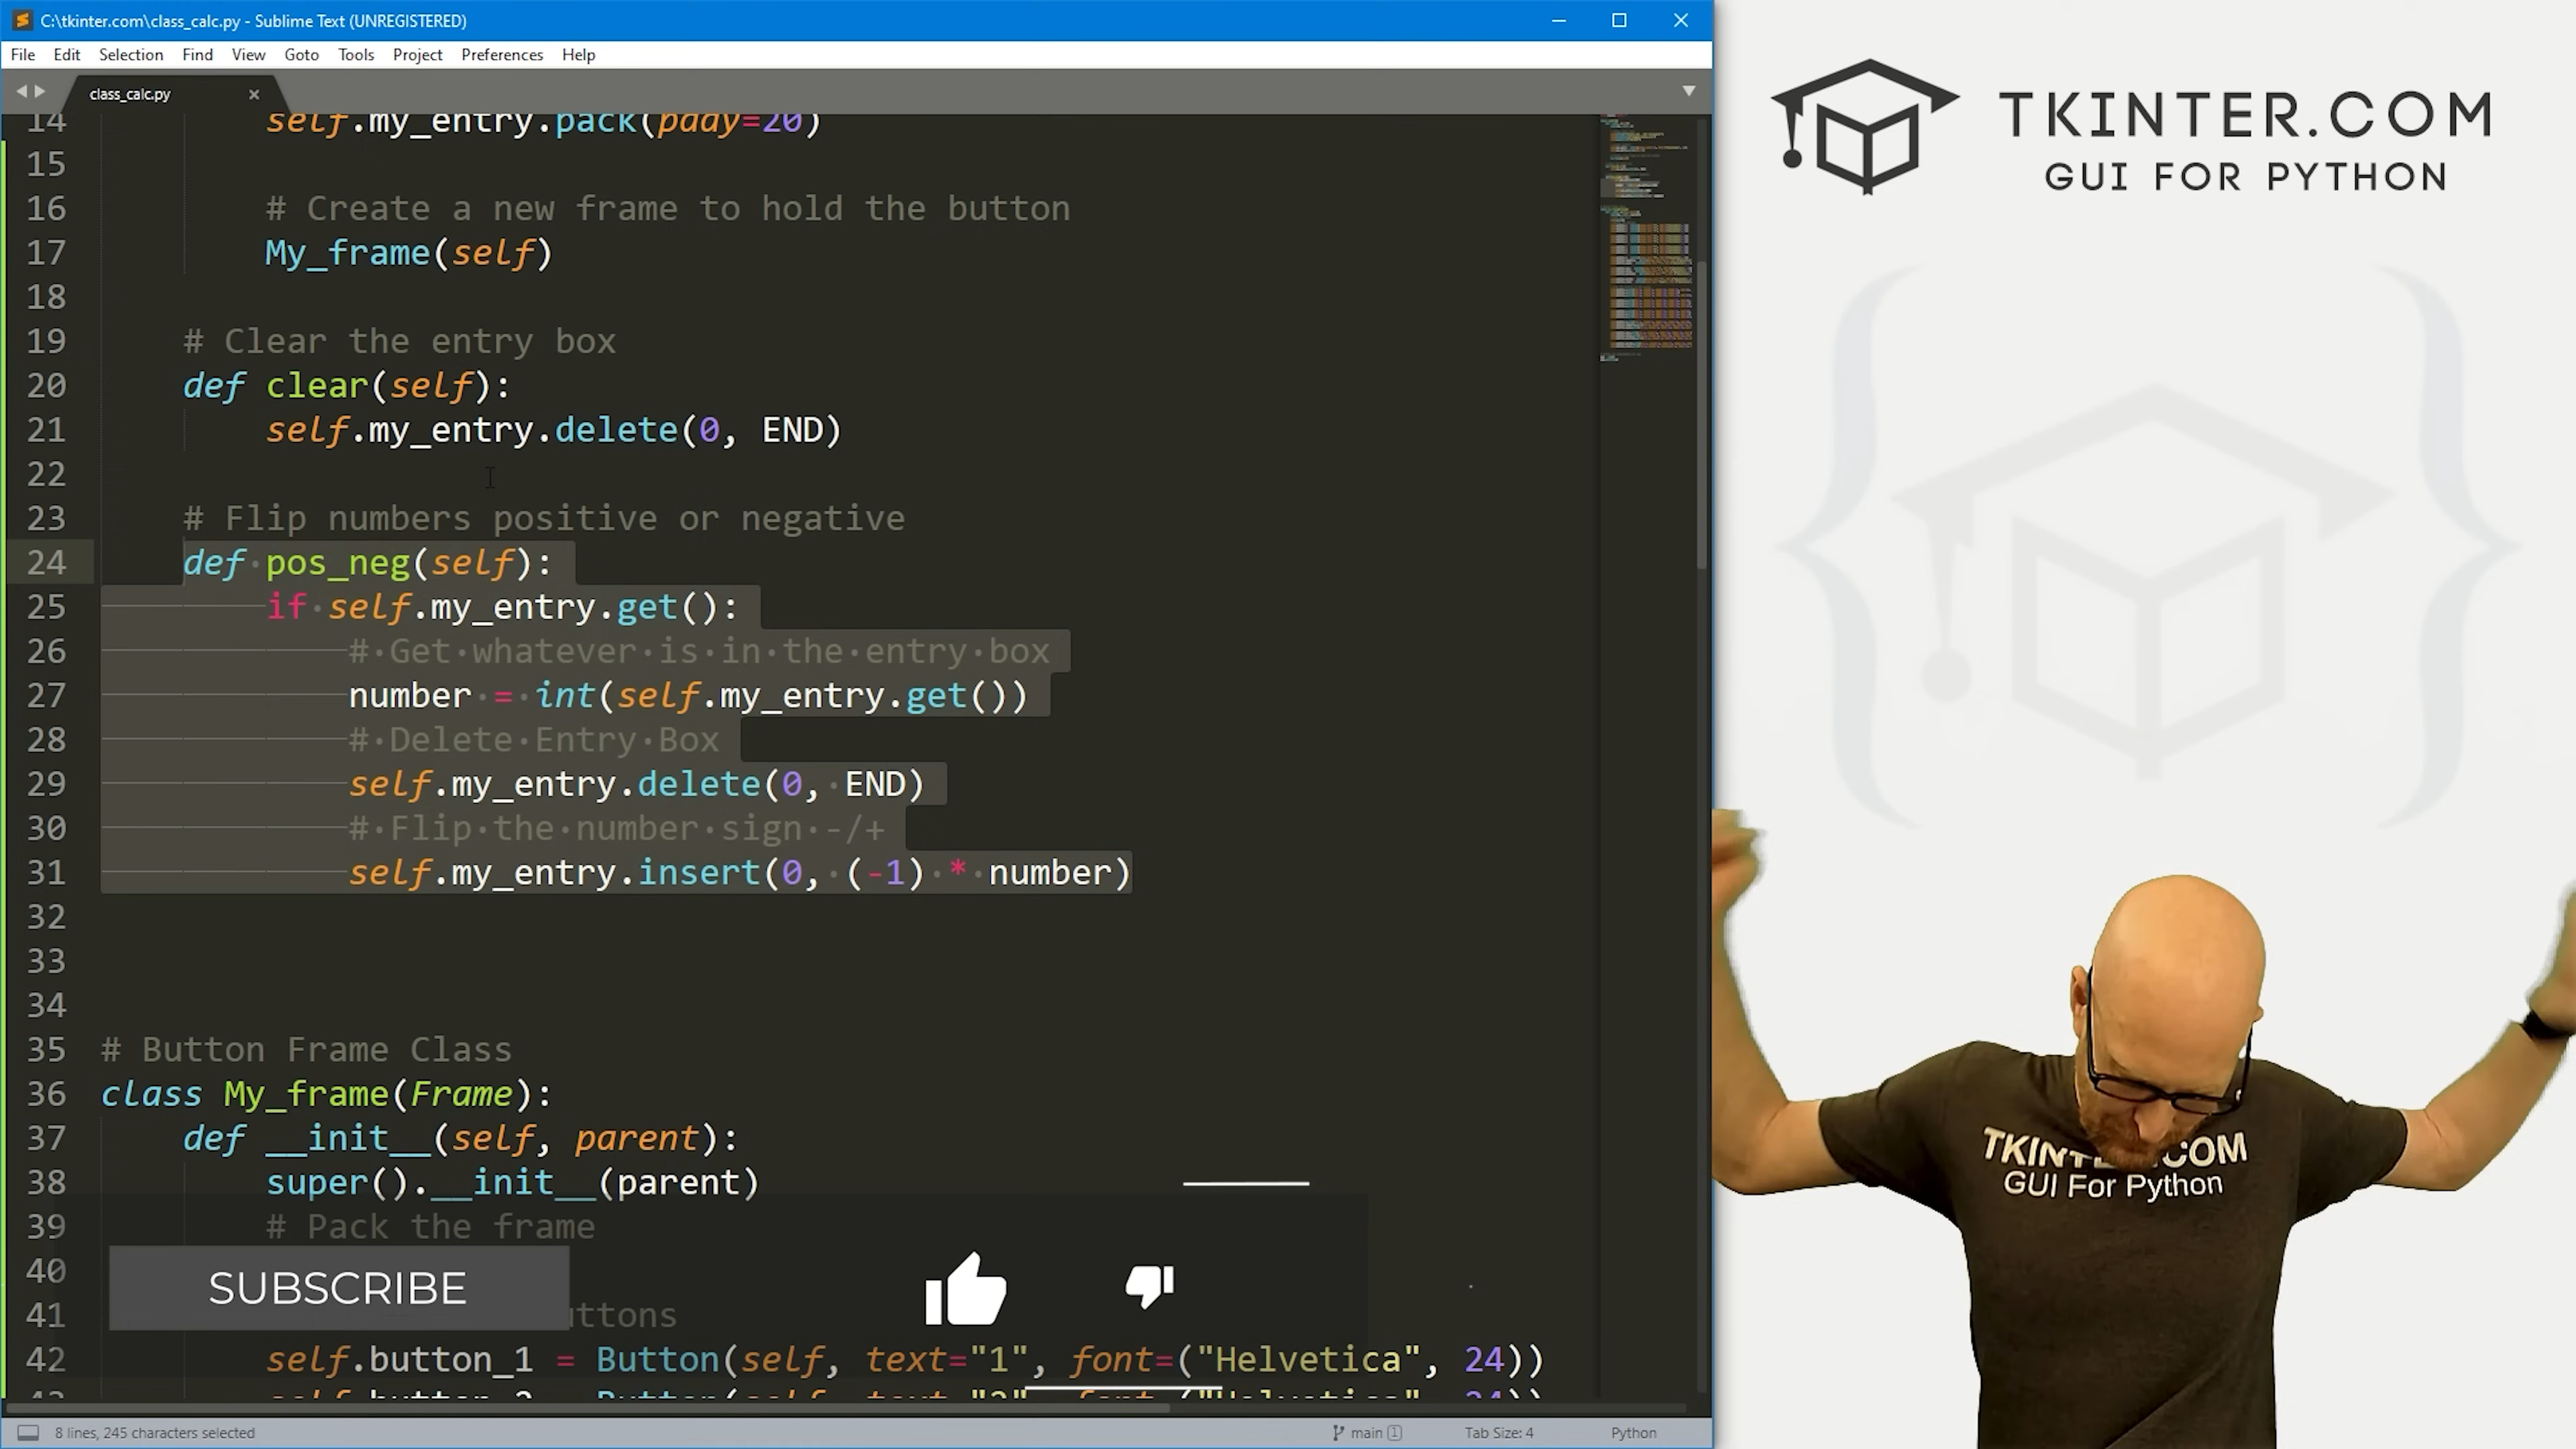 C:\tkinter.com\class_calc.py - Sublime Text (UNREGISTERED)
File Edit Selection Find View Goto Tools Project Preferences Help
class_calc.py
14 self.my_entry.pack(pady=20)
15
16 # Create a new frame to hold the button
17 My_frame(self)
18
19 # Clear the entry box
20 def clear(self):
21 self.my_entry.delete(0, END)
22
23 # Flip numbers positive or negative
24 def pos_neg(self):
25 if self.my_entry.get():
26 # Get whatever is in the entry box
27 number = int(self.my_entry.get())
28 # Delete Entry Box
29 self.my_entry.delete(0, END)
30 # Flip the number sign -/+
31 self.my_entry.insert(0, (-1) * number)
32
33
34
35 # Button Frame Class
36 class My_frame(Frame):
37 def __init__(self, parent):
38 super().__init__(parent)
39 # Pack the frame
40
SUBSCRIBE
41 uttons
42 self.button_1 = Button(self, text="1", font=("Helvetica", 24))
8 lines, 245 characters selected
main 1
Tab Size: 4
Python
TKINTER.COM
GUI FOR PYTHON
TKINTER.COM
GUI For Python